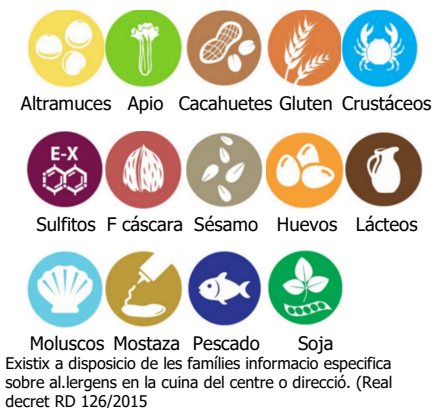 Altramuces Apio Cacahuetes Gluten Crustáceos
E-X
Sulfitos F cáscara Sésamo Huevos Lácteos
Moluscos Mostaza Pescado Soja
Existix a disposicio de les famílies informacio especifica
sobre al.lergens en la cuina del centre o direcció. (Real
decret RD 126/2015